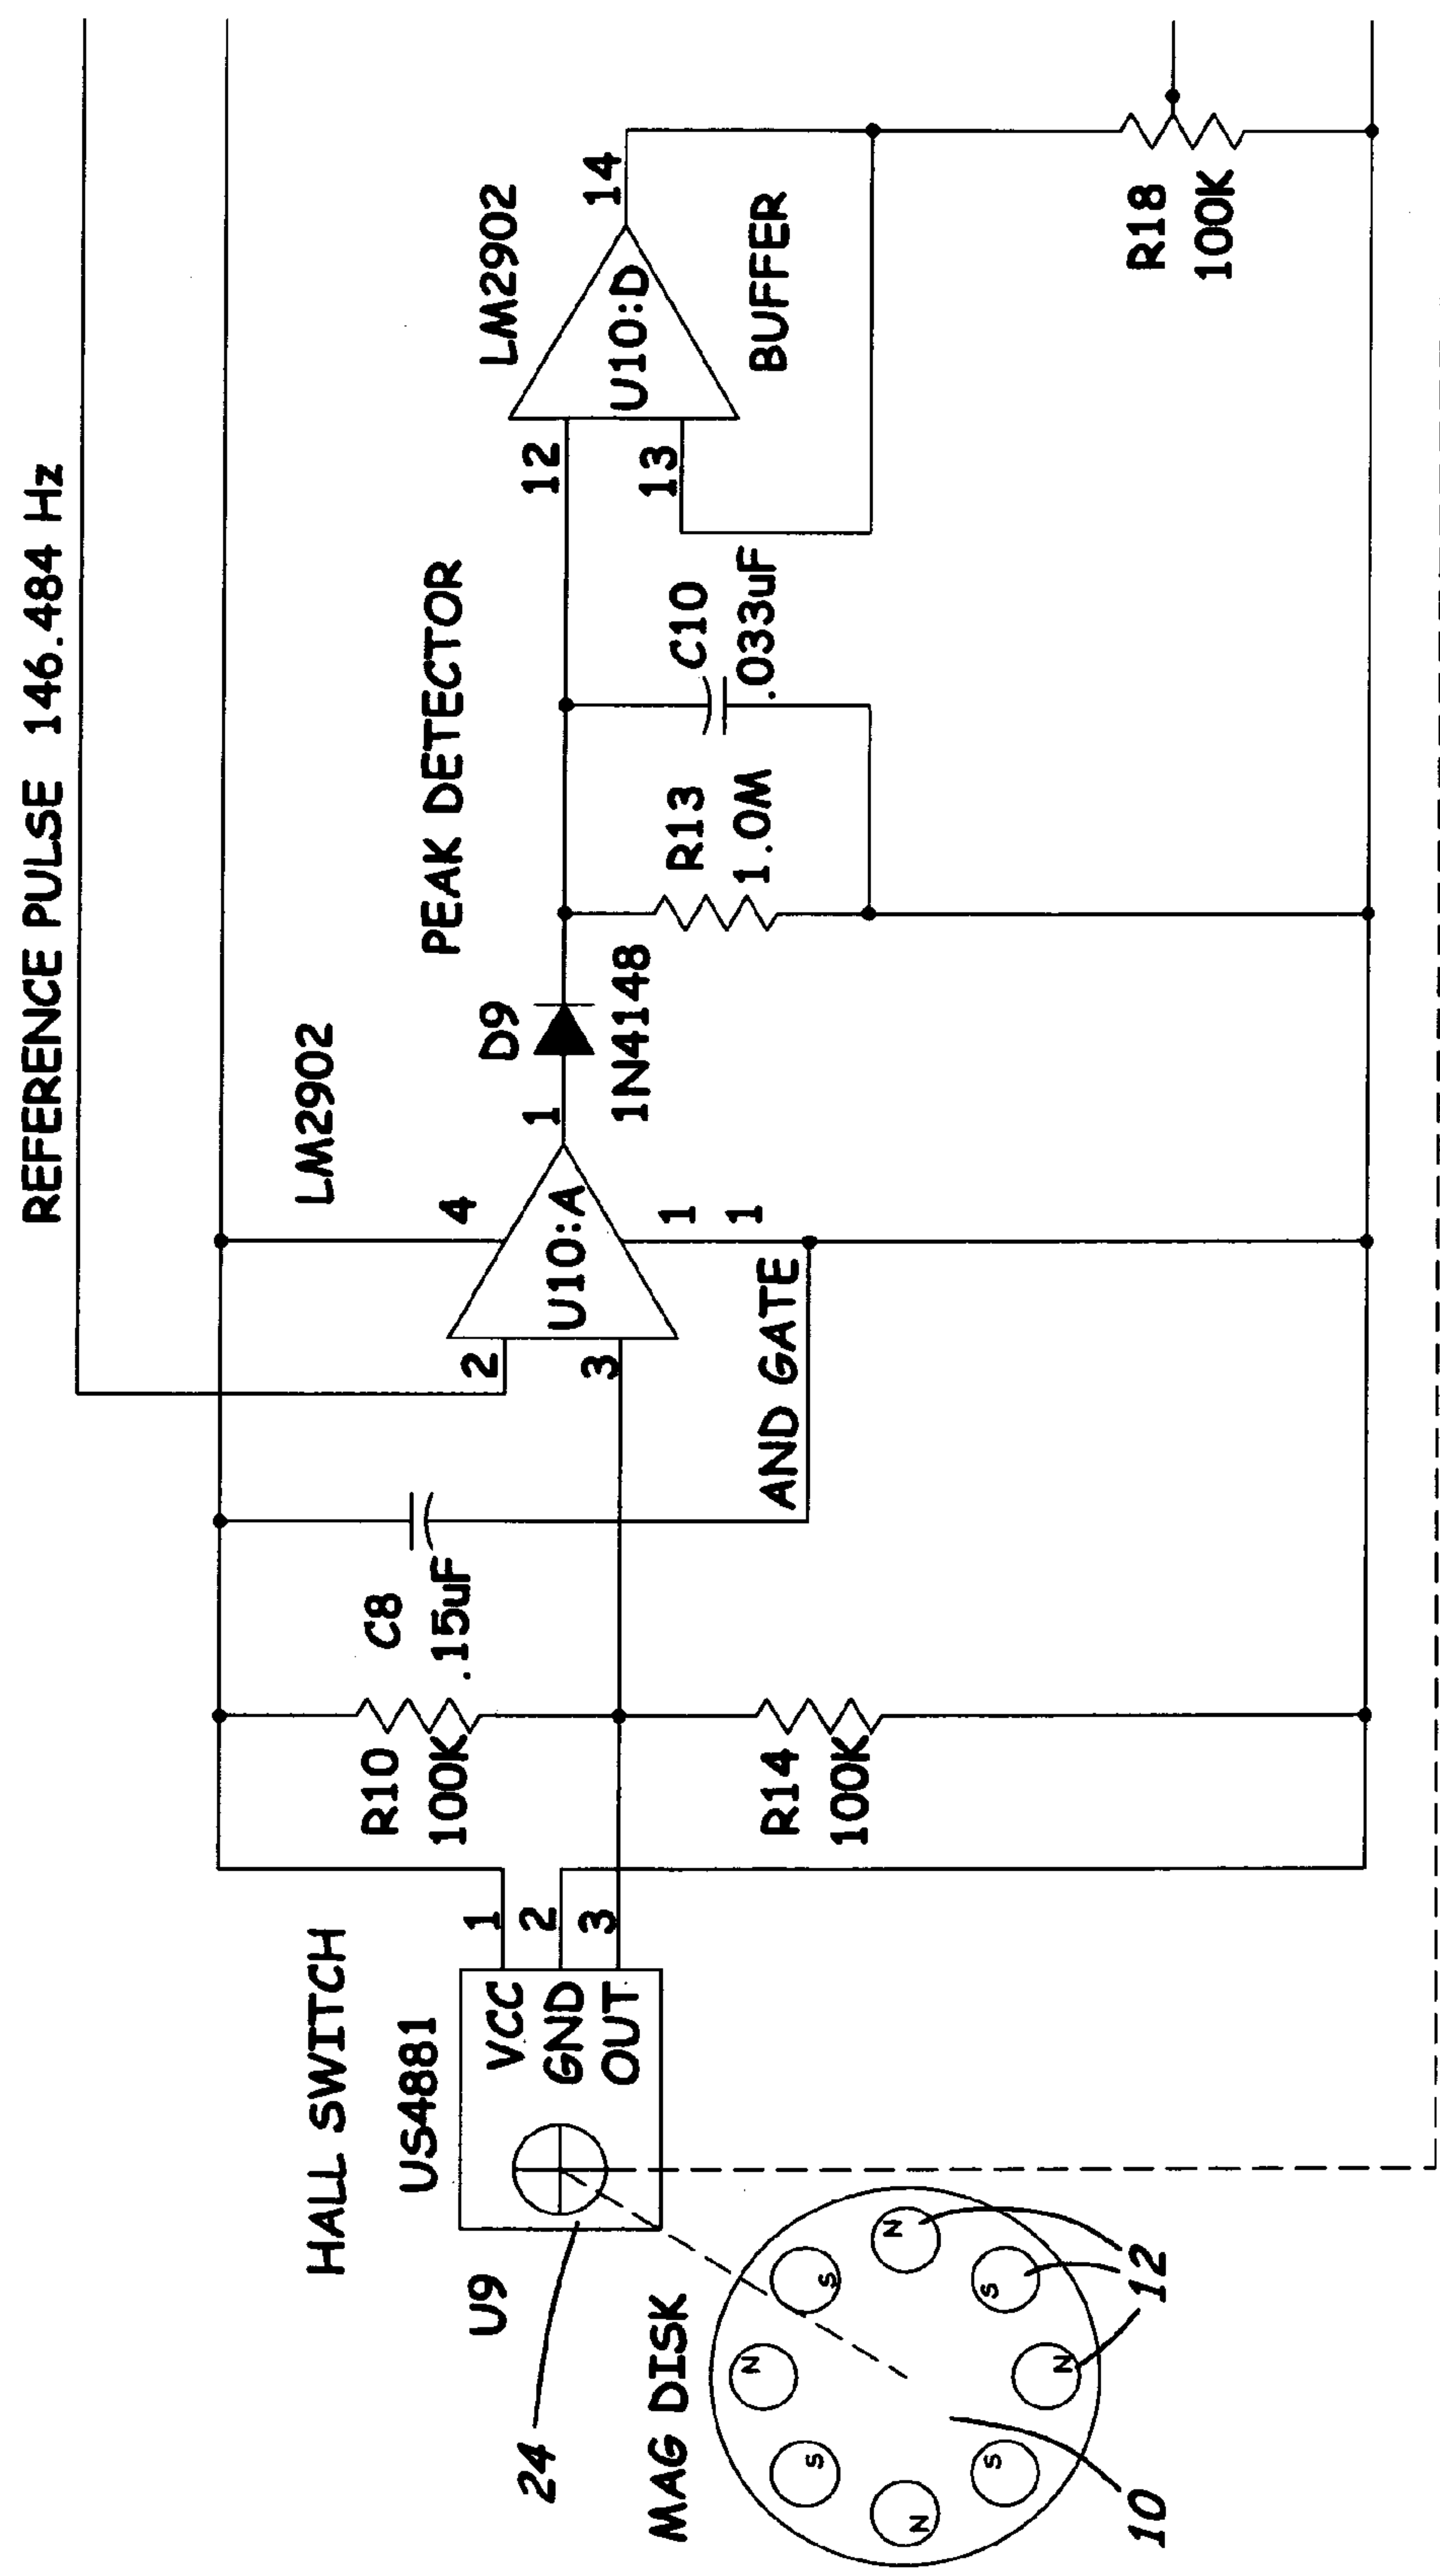 REFERENCE PULSE 146.484 Hz
HALL SWITCH
US4881
U9
24
VCC
GND
OUT
1
2
3
MAG DISK
N
S
N
S
N
S
N
S
10
12
R10
100K
C8
.15uF
R14
100K
AND GATE
2
3
U10:A
4
1
1
LM2902
1
D9
1N4148
PEAK DETECTOR
R13
1.0M
C10
.033uF
12
13
U10:D
LM2902
14
BUFFER
R18
100K